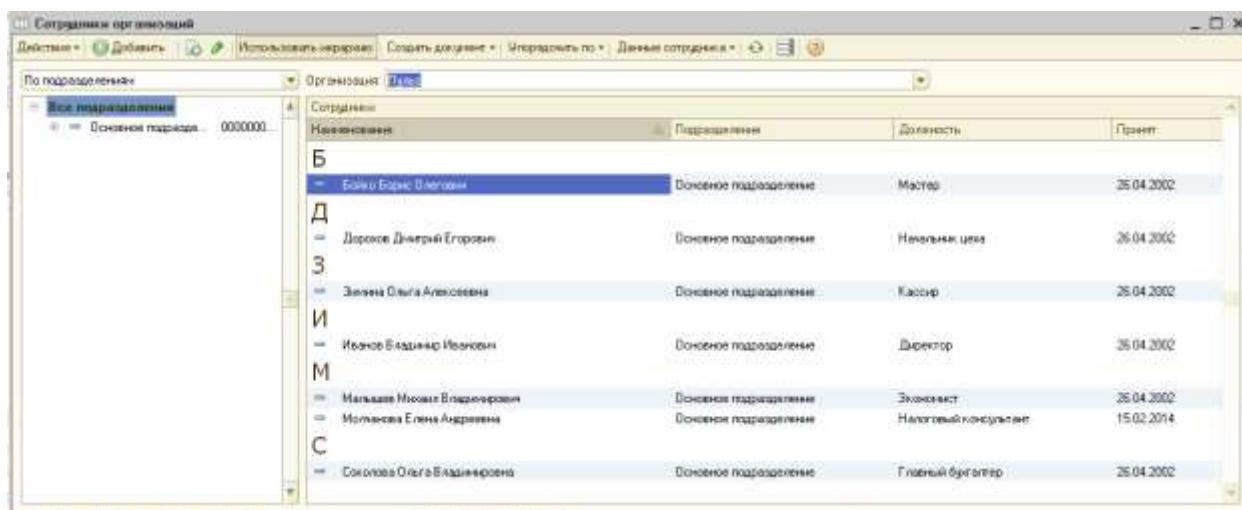 Сотрудники организаций
Действия Добавить Использовать иерархию Создать документ Упорядочить по Данные сотрудника
По подразделениям Организация:
Все подразделения Сотрудники
Основное подразде... 0000000... Наименование Подразделение Должность Принят
Б
Бойко Борис Олегович Основное подразделение Мастер 26.04.2002
Д
Дорохов Дмитрий Егорович Основное подразделение Начальник цеха 26.04.2002
З
Зимина Ольга Алексеевна Основное подразделение Кассир 26.04.2002
И
Иванов Владимир Иванович Основное подразделение Директор 26.04.2002
М
Малышев Михаил Владимирович Основное подразделение Экономист 26.04.2002
Молчанова Елена Андреевна Основное подразделение Налоговый консультант 15.02.2014
С
Соколова Ольга Владимировна Основное подразделение Главный бухгалтер 26.04.2002